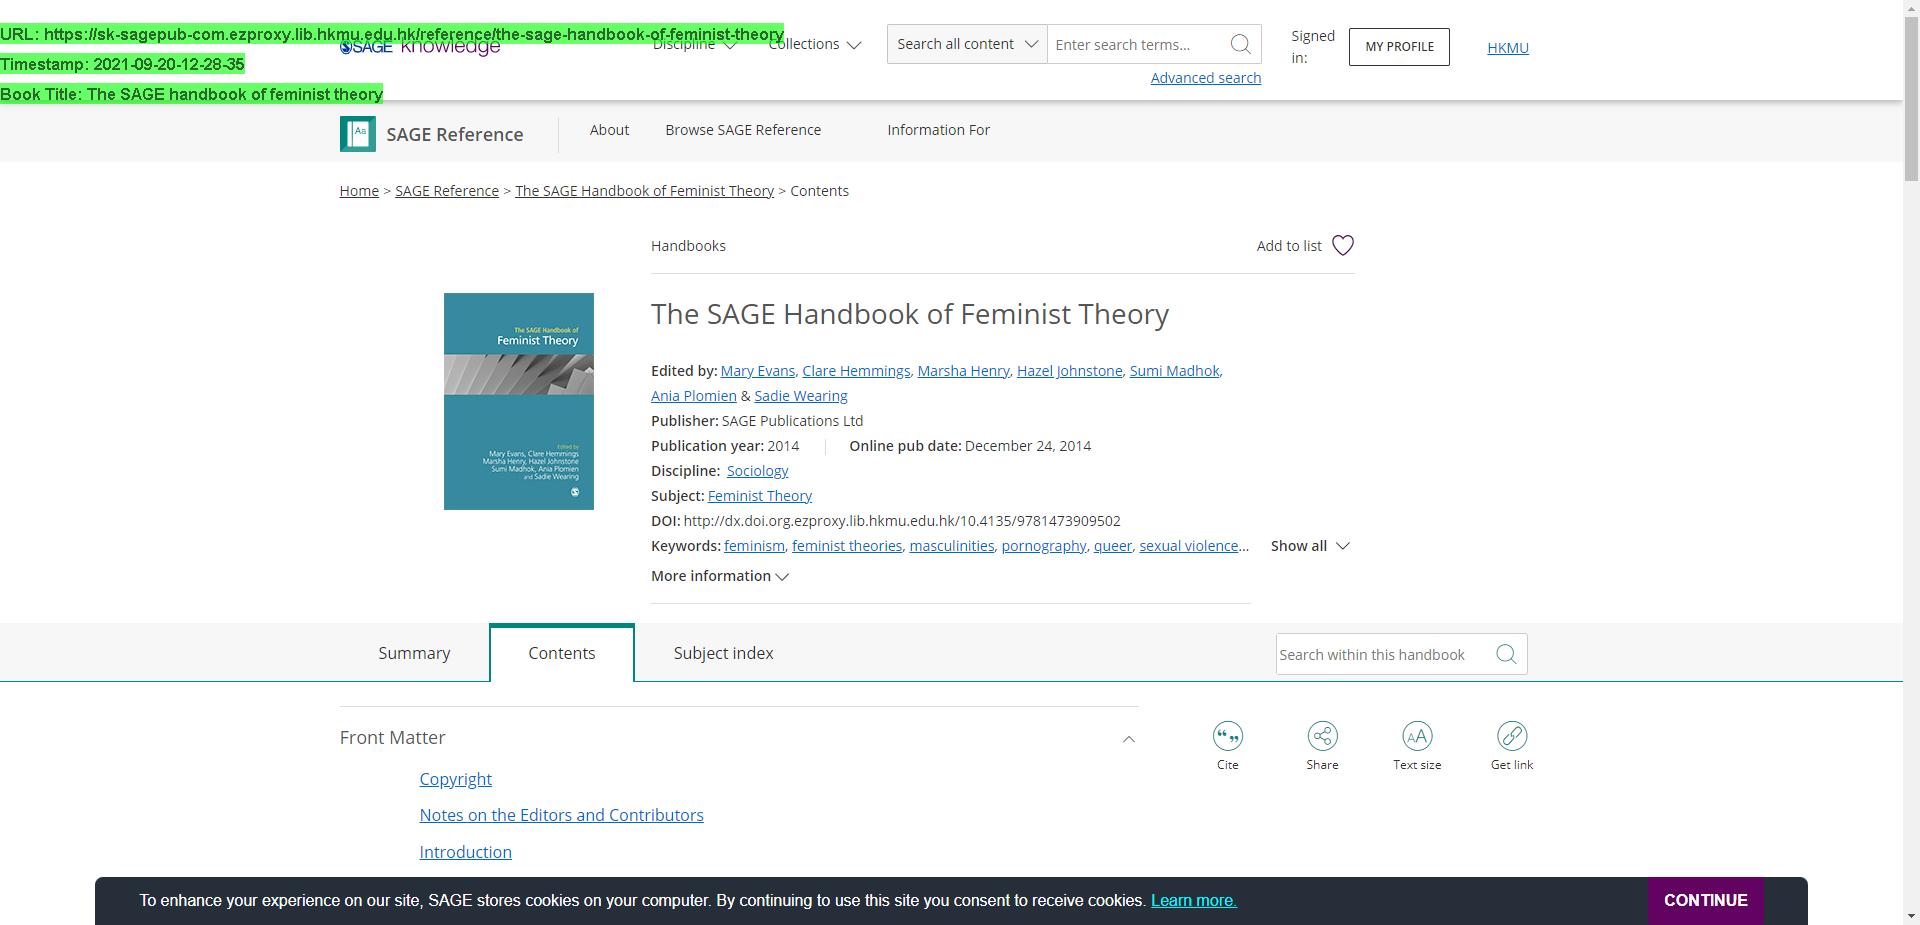 URL: https://sk-sagepub-com.ezproxy.lib.hkmu.edu.hk/reference/the-sage-handbook-of-feminist-theory
Timestamp: 2021-09-20-12-28-35
Book Title: The SAGE handbook of feminist theory
SAGE knowledge
Discipline
Collections
Search all content
Enter search terms...
Advanced search
Signed in:
MY PROFILE
HKMU
Aa
SAGE Reference
About
Browse SAGE Reference
Information For
Home > SAGE Reference > The SAGE Handbook of Feminist Theory > Contents
Handbooks
Add to list
The SAGE Handbook of
Feminist Theory
Edited by
Mary Evans, Clare Hemmings
Marsha Henry, Hazel Johnstone
Sumi Madhok, Ania Plomien
and Sadie Wearing
The SAGE Handbook of Feminist Theory
Edited by: Mary Evans, Clare Hemmings, Marsha Henry, Hazel Johnstone, Sumi Madhok,
Ania Plomien & Sadie Wearing
Publisher: SAGE Publications Ltd
Publication year: 2014
Online pub date: December 24, 2014
Discipline: Sociology
Subject: Feminist Theory
DOI: http://dx.doi.org.ezproxy.lib.hkmu.edu.hk/10.4135/9781473909502
Keywords: feminism, feminist theories, masculinities, pornography, queer, sexual violence...
Show all
More information
Summary
Contents
Subject index
Search within this handbook
Front Matter
Copyright
Notes on the Editors and Contributors
Introduction
Cite
Share
AA
Text size
Get link
To enhance your experience on our site, SAGE stores cookies on your computer. By continuing to use this site you consent to receive cookies. Learn more.
CONTINUE